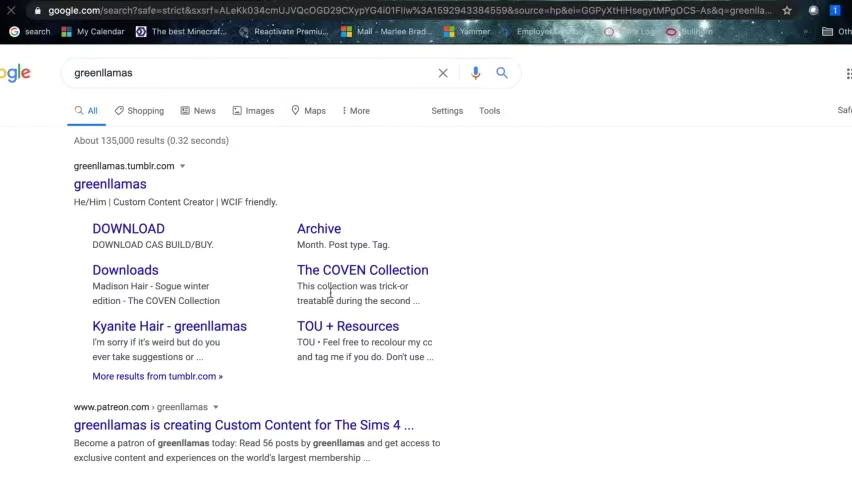 google.com/search?safe=strict&sxsrf=ALeKk034cmUJVQcOGD29CXypYG4i01FIiw%3A1592943384559&source=hp&ei=GGPyXtHiHsegytMPgOCS-As&q=greenlla...
search My Calendar The best Minecraf... Reactivate Premiu... Mail - Marlee Brad... Yammer Employe Log Bullhorn » Oth
ogle greenllamas
All Shopping News Images Maps More Settings Tools Safe
About 135,000 results (0.32 seconds)
greenllamas.tumblr.com
greenllamas
He/Him | Custom Content Creator | WCIF friendly.
DOWNLOAD
DOWNLOAD CAS BUILD/BUY.
Archive
Month. Post type. Tag.
Downloads
Madison Hair - Sogue winter
edition - The COVEN Collection
The COVEN Collection
This collection was trick-or
treatable during the second ...
Kyanite Hair - greenllamas
I'm sorry if it's weird but do you
ever take suggestions or ...
TOU + Resources
TOU • Feel free to recolour my cc
and tag me if you do. Don't use ...
More results from tumblr.com »
www.patreon.com › greenllamas
greenllamas is creating Custom Content for The Sims 4 ...
Become a patron of greenllamas today: Read 56 posts by greenllamas and get access to
exclusive content and experiences on the world's largest membership ...